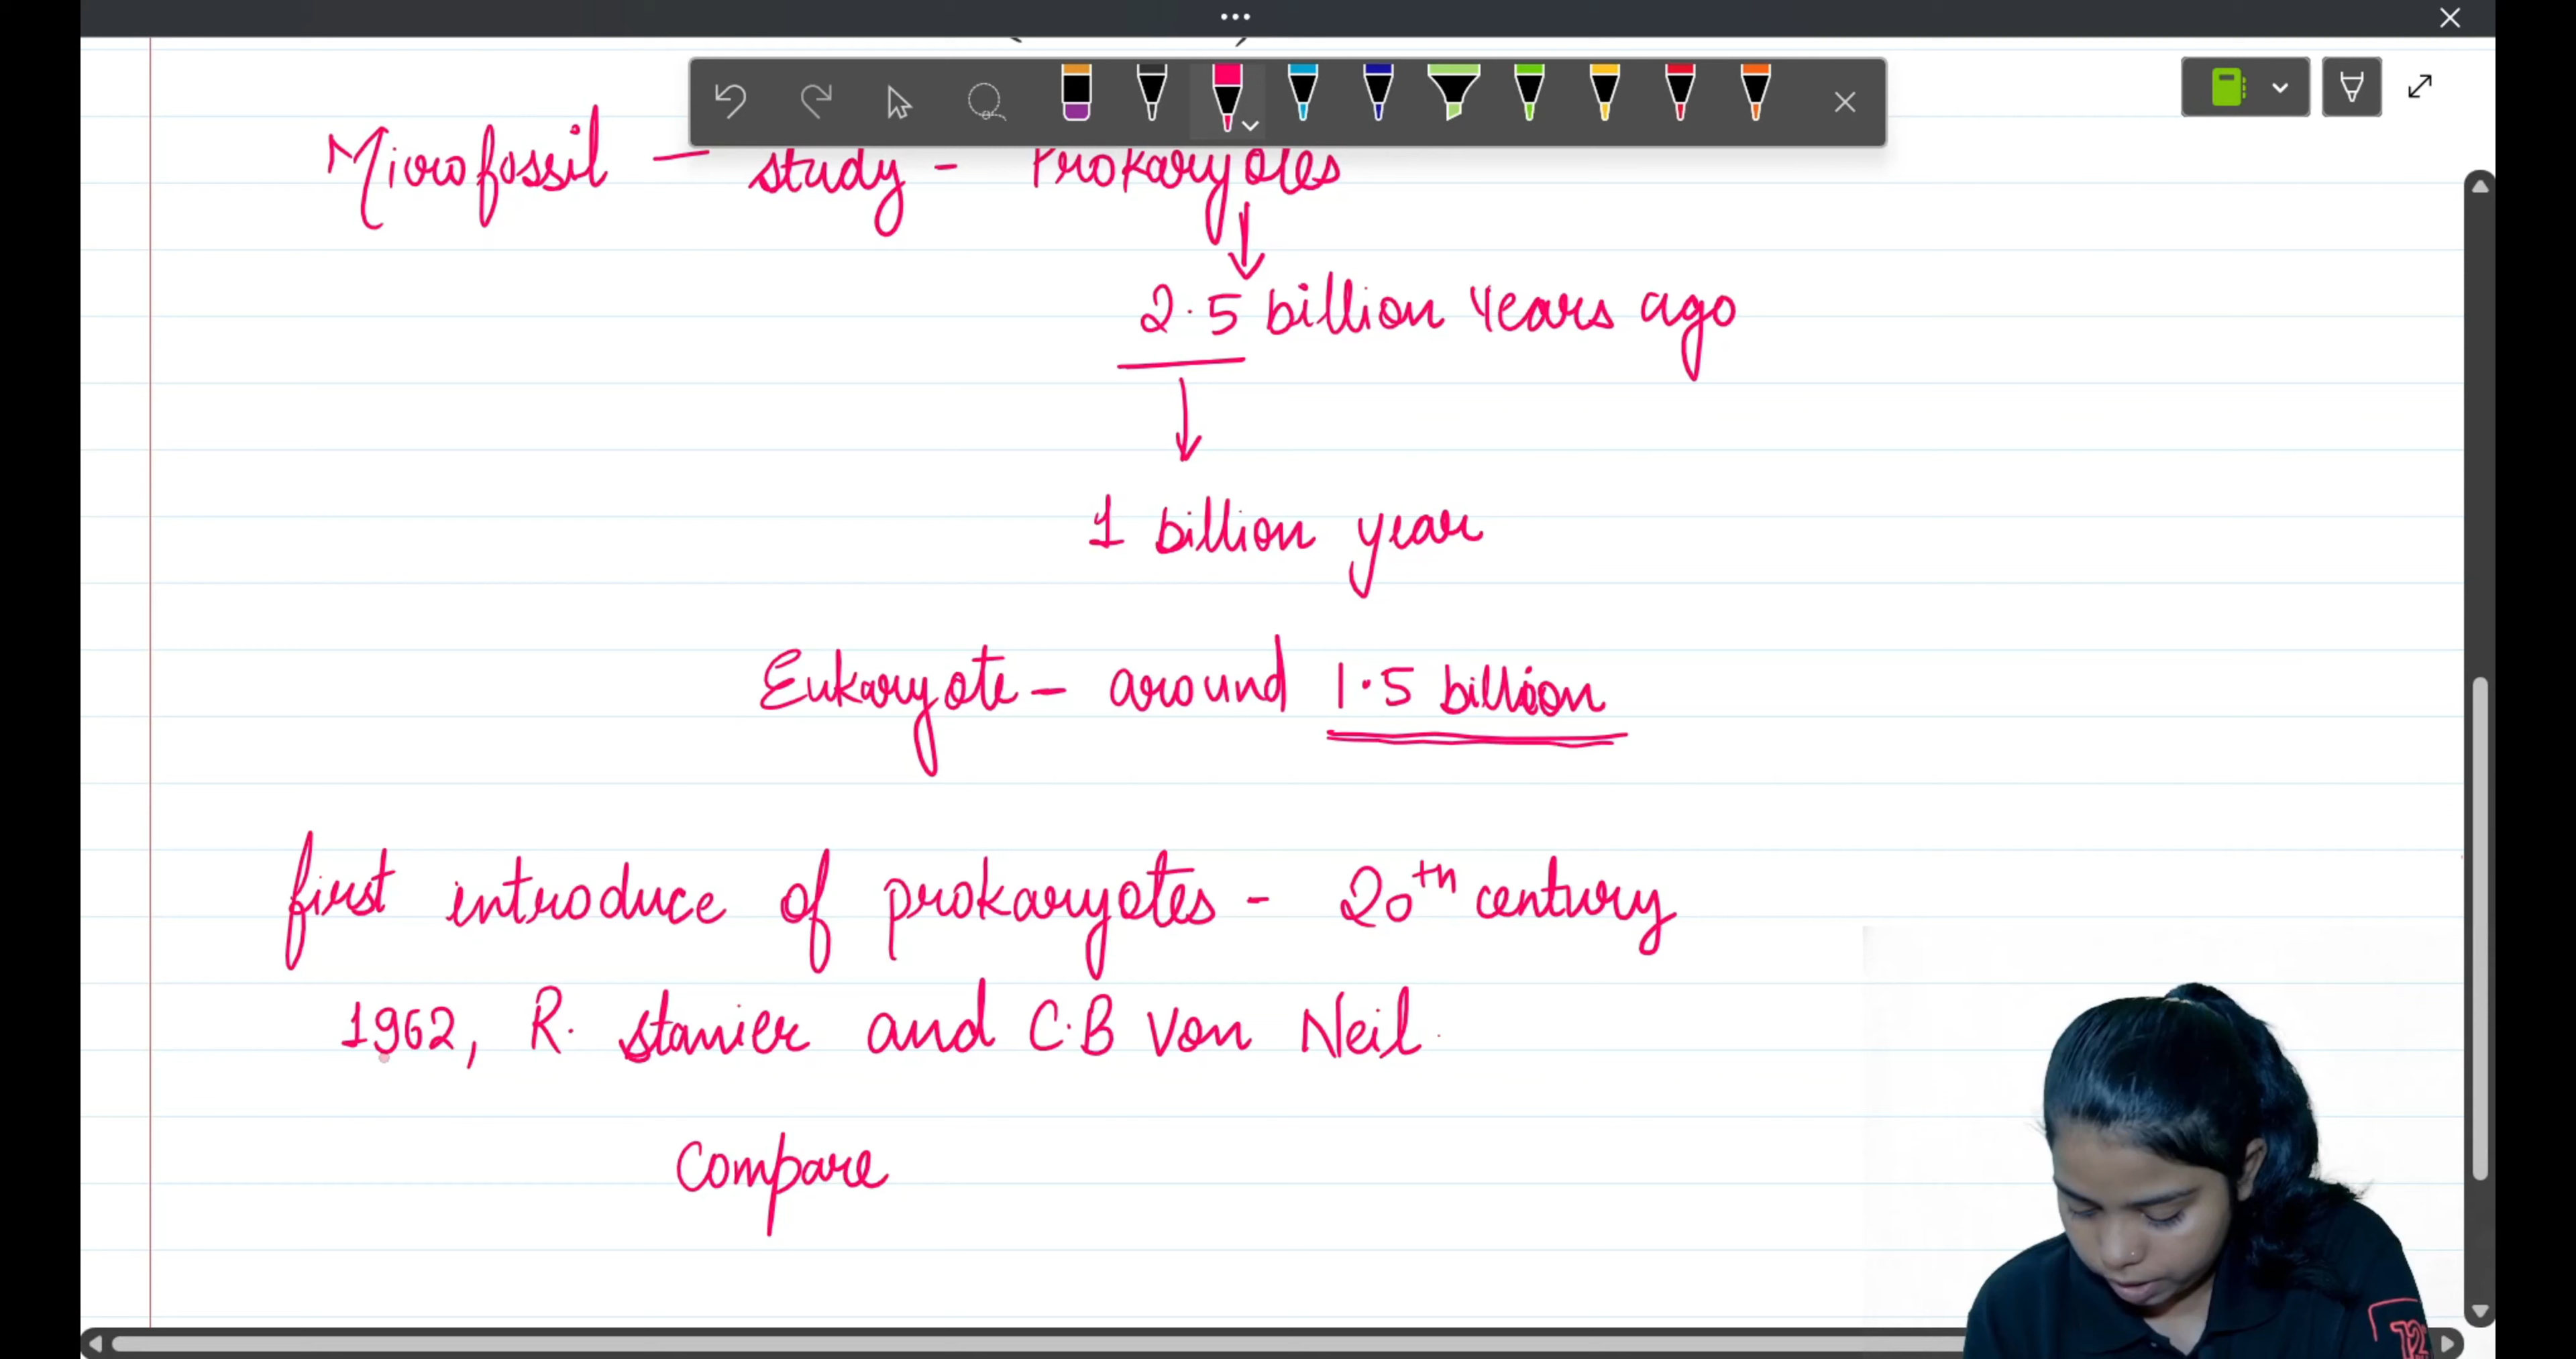 Microfossil — study - Prokaryotes
2.5 billion years ago
1 billion year
Eukaryote - around 1.5 billion
first introduce of prokaryotes - 20th century
1962, R. stanier and C.B Von Neil
Compare